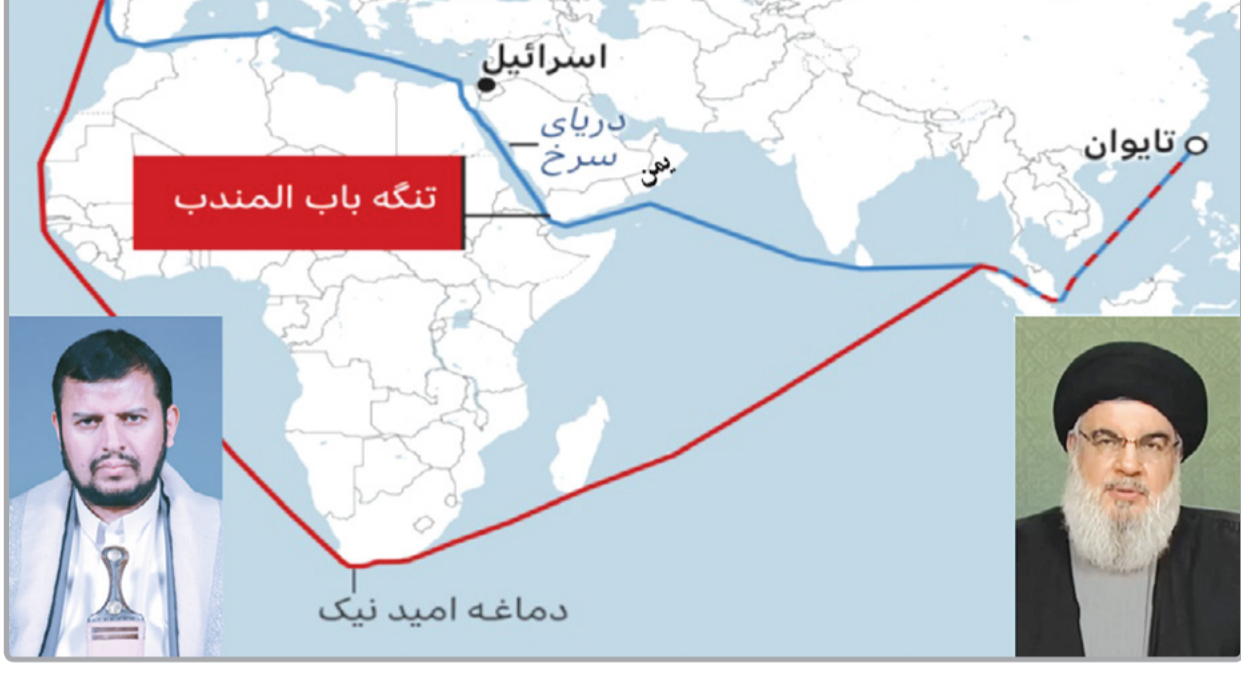 اسرائیل
دریای
سرخ
یمن
تایوان
تنگه باب المندب
دماغه امید نیک